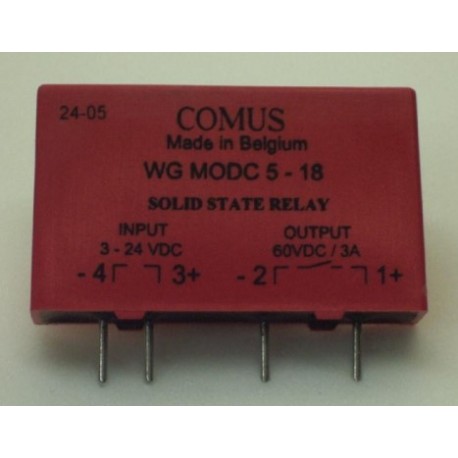 24-05
COMUS
Made in Belgium
WG MODC 5 - 18
SOLID STATE RELAY
INPUT OUTPUT
3 - 24 VDC 60VDC / 3A
- 4 3+ - 2 1+